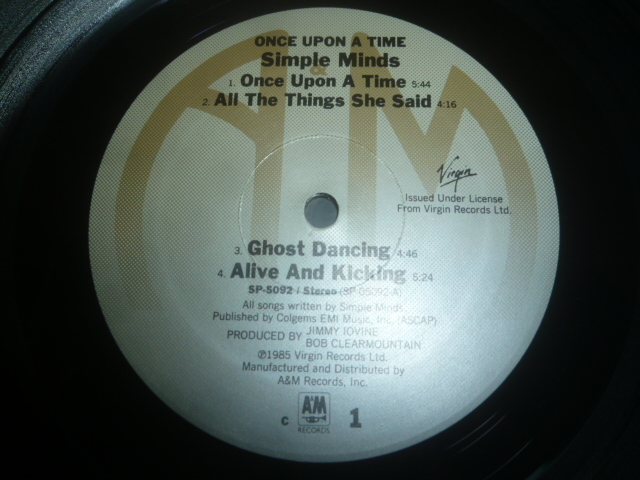 ONCE UPON A TIME
Simple Minds
1. Once Upon A Time 5:44
2. All The Things She Said 4:16
Virgin
Issued Under License
From Virgin Records Ltd.
3. Ghost Dancing 4:46
4. Alive And Kicking 5:24
SP-5092 / Stereo (SP-05092-A)
All songs written by Simple Minds
Published by Colgems EMI Music, Inc. (ASCAP)
PRODUCED BY JIMMY IOVINE
BOB CLEARMOUNTAIN
℗1985 Virgin Records Ltd.
Manufactured and Distributed by
A&M Records, Inc.
A&M
RECORDS
C 1